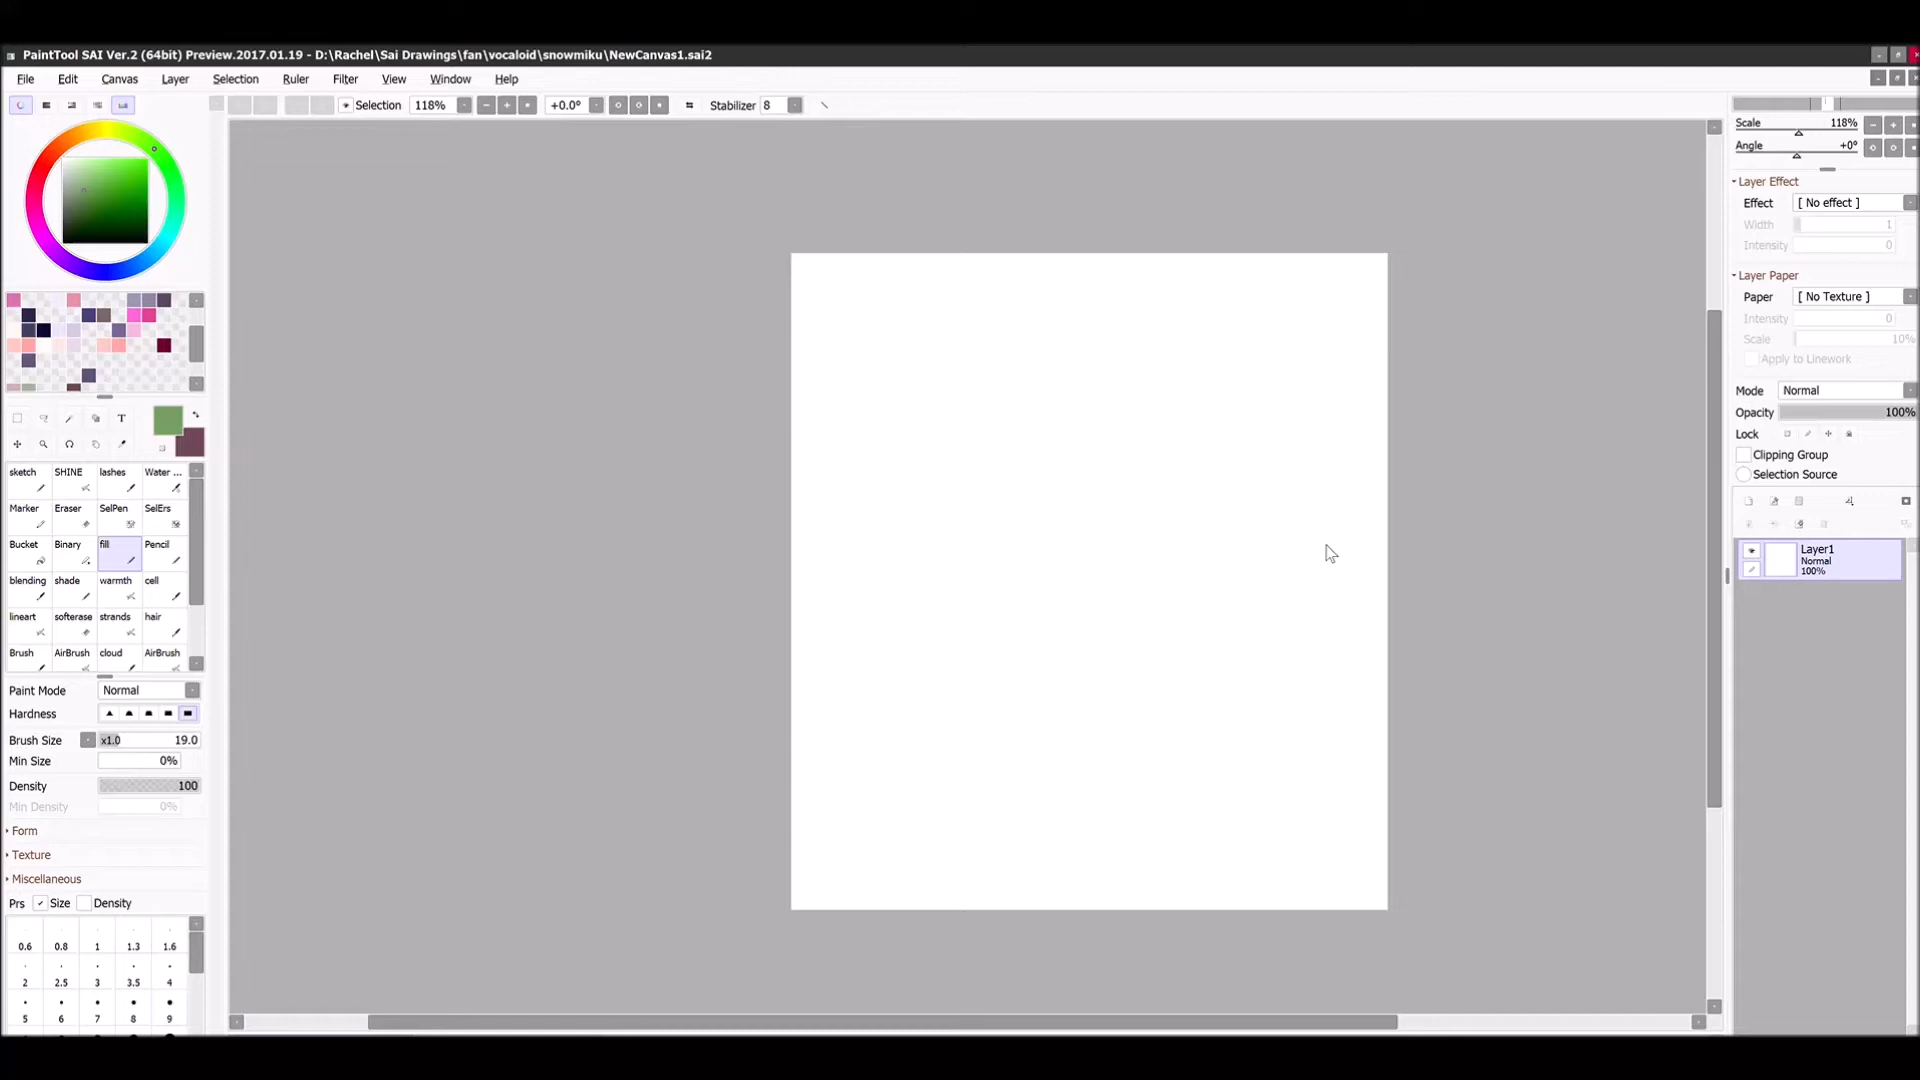 PaintTool SAI Ver.2 (64bit) Preview.2017.01.19 - D:\Rachel\Sai Drawings\fan\vocaloid\snowmiku\NewCanvas1.sai2
File Edit Canvas Layer Selection Ruler Filter View Window Help
Selection 118% +0.0° Stabilizer 8
Scale 118%
Angle +0°
Layer Effect
Effect [ No effect ]
Width 1
Intensity 0
Layer Paper
Paper [ No Texture ]
Intensity 0
Scale 10%
Apply to Linework
Mode Normal
Opacity 100%
Lock
Clipping Group
Selection Source
Layer1
Normal
100%
T
sketch SHINE lashes Water ...
Marker Eraser SelPen SelErs
Bucket Binary fill Pencil
blending shade warmth cell
lineart softerase strands hair
Brush AirBrush cloud AirBrush
Paint Mode Normal
Hardness
Brush Size x1.0 19.0
Min Size 0%
Density 100
Min Density 0%
Form
Texture
Miscellaneous
Prs Size Density
0.6 0.8 1 1.3 1.6
2 2.5 3 3.5 4
5 6 7 8 9